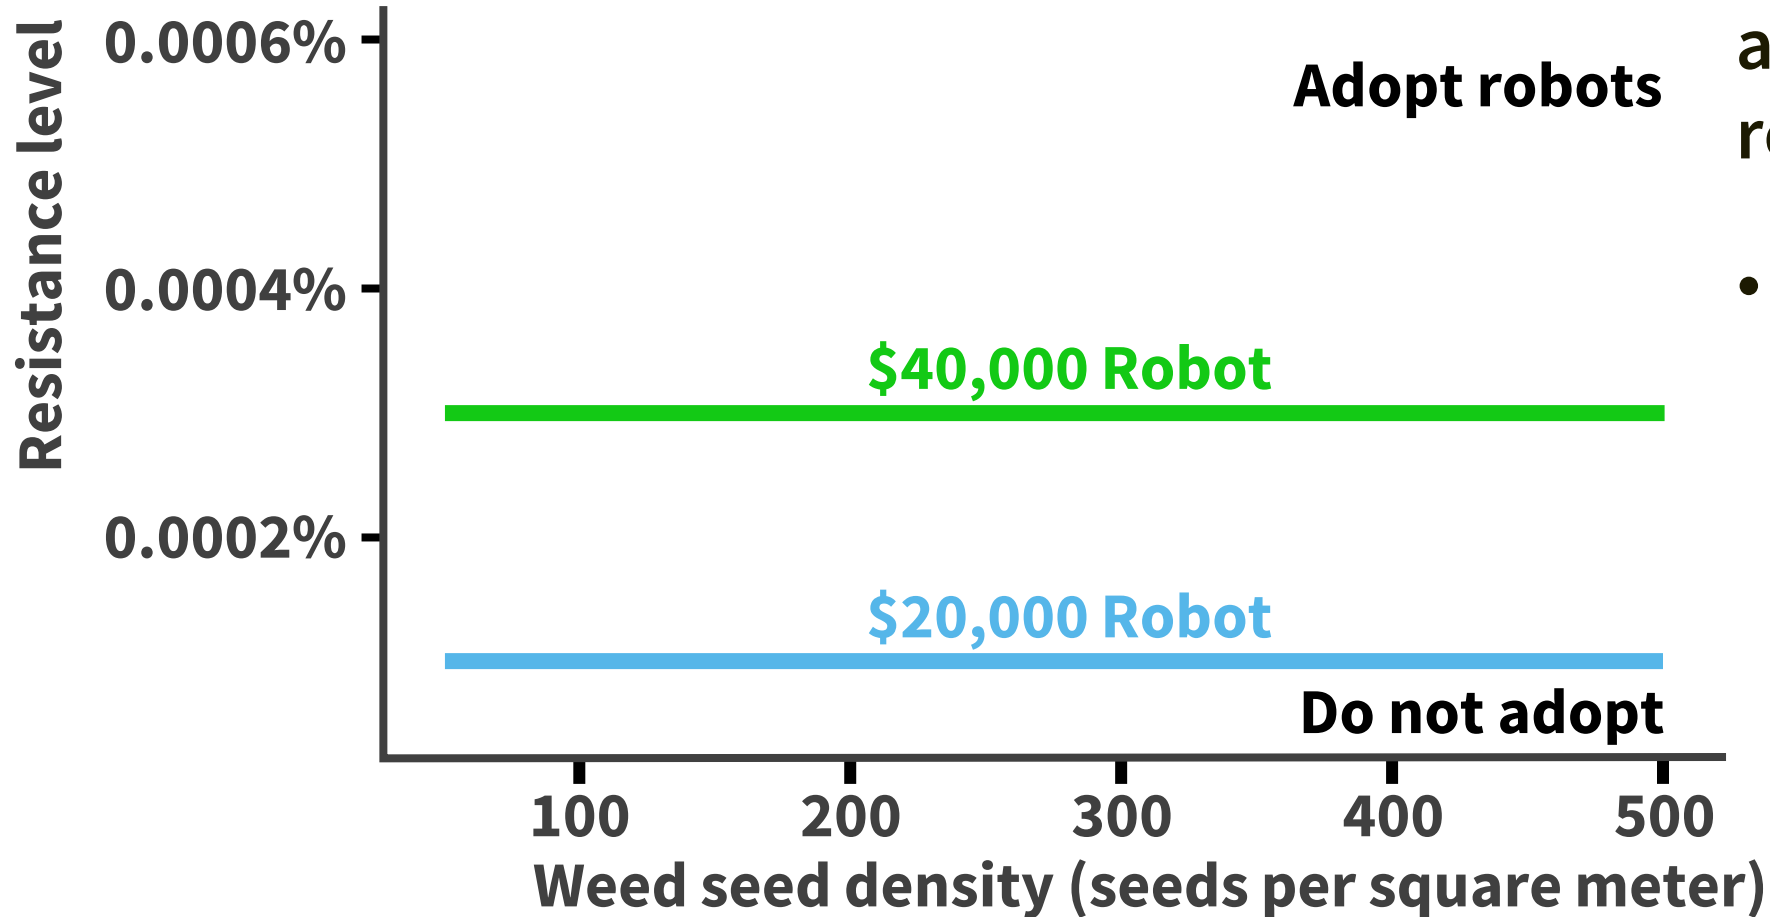 Resistance level
0.0006%
0.0004%
0.0002%
Adopt robots
$40,000 Robot
$20,000 Robot
Do not adopt
100 200 300 400 500
Weed seed density (seeds per square meter)
a
•